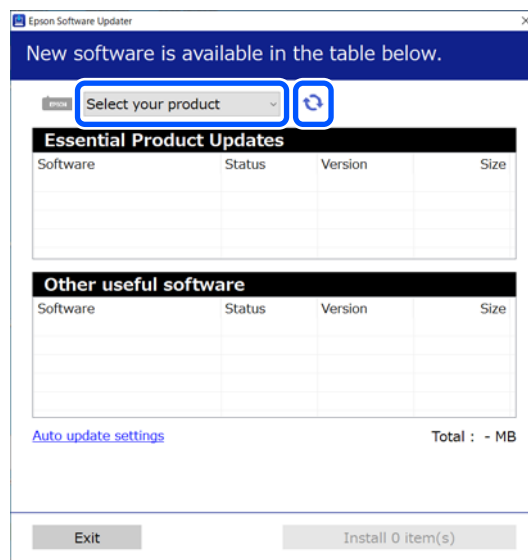 Epson Software Updater
New software is available in the table below.
EPSON Select your product
Essential Product Updates
Software Status Version Size
Other useful software
Software Status Version Size
Auto update settings Total : - MB
Exit Install 0 item(s)